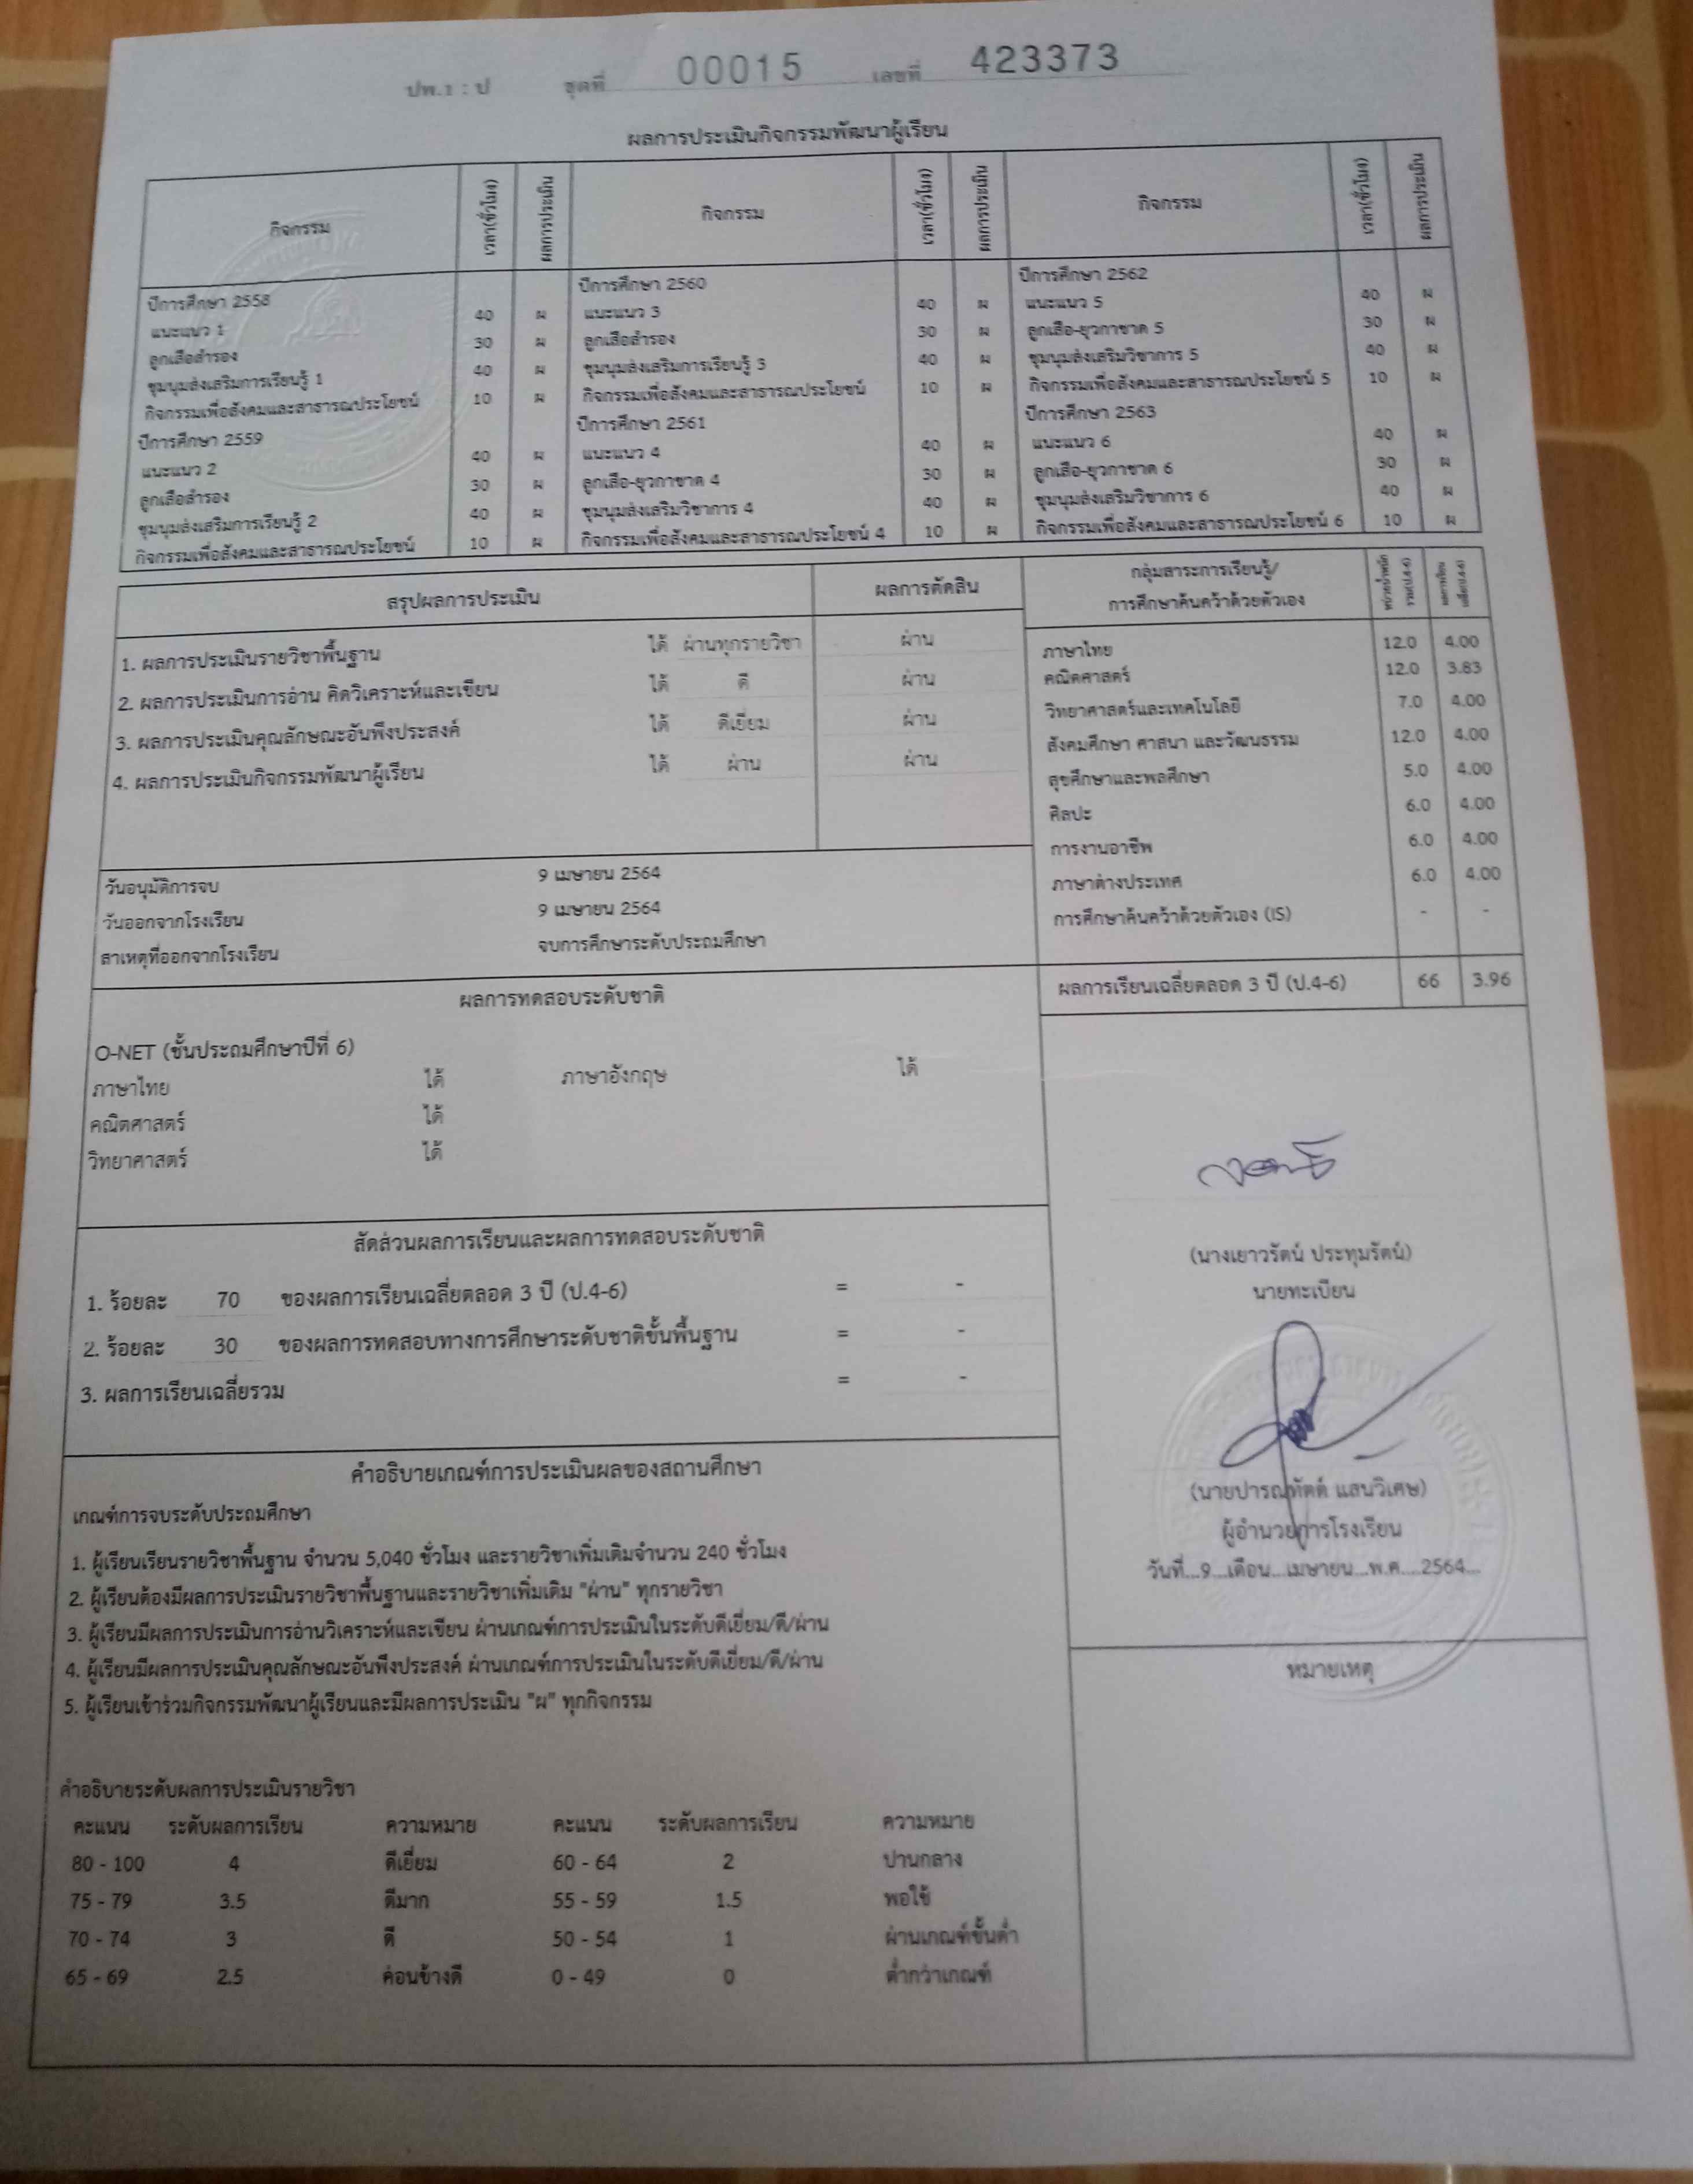 ปพ.1 : ป ชุดที่ 00015 เลขที่ 423373
ผลการประเมินกิจกรรมพัฒนาผู้เรียน
กิจกรรม เวลา(ชั่วโมง) ผลการประเมิน กิจกรรม เวลา(ชั่วโมง) ผลการประเมิน กิจกรรม เวลา(ชั่วโมง) ผลการประเมิน
ปีการศึกษา 2558 ปีการศึกษา 2560 ปีการศึกษา 2562
แนะแนว 1 40 ผ แนะแนว 3 40 ผ แนะแนว 5 40 ผ
ลูกเสือสำรอง 30 ผ ลูกเสือสำรอง 30 ผ ลูกเสือ-ยุวกาชาด 5 30 ผ
ชุมนุมส่งเสริมการเรียนรู้ 1 40 ผ ชุมนุมส่งเสริมการเรียนรู้ 3 40 ผ ชุมนุมส่งเสริมวิชาการ 5 40 ผ
กิจกรรมเพื่อสังคมและสาธารณประโยชน์ 10 ผ กิจกรรมเพื่อสังคมและสาธารณประโยชน์ 10 ผ กิจกรรมเพื่อสังคมและสาธารณประโยชน์ 5 10 ผ
ปีการศึกษา 2559 ปีการศึกษา 2561 ปีการศึกษา 2563
แนะแนว 2 40 ผ แนะแนว 4 40 ผ แนะแนว 6 40 ผ
ลูกเสือสำรอง 30 ผ ลูกเสือ-ยุวกาชาด 4 30 ผ ลูกเสือ-ยุวกาชาด 6 30 ผ
ชุมนุมส่งเสริมการเรียนรู้ 2 40 ผ ชุมนุมส่งเสริมวิชาการ 4 40 ผ ชุมนุมส่งเสริมวิชาการ 6 40 ผ
กิจกรรมเพื่อสังคมและสาธารณประโยชน์ 10 ผ กิจกรรมเพื่อสังคมและสาธารณประโยชน์ 4 10 ผ กิจกรรมเพื่อสังคมและสาธารณประโยชน์ 6 10 ผ
สรุปผลการประเมิน ผลการตัดสิน
1. ผลการประเมินรายวิชาพื้นฐาน ได้ ผ่านทุกรายวิชา ผ่าน
2. ผลการประเมินการอ่าน คิดวิเคราะห์และเขียน ได้ ดี ผ่าน
3. ผลการประเมินคุณลักษณะอันพึงประสงค์ ได้ ดีเยี่ยม ผ่าน
4. ผลการประเมินกิจกรรมพัฒนาผู้เรียน ได้ ผ่าน ผ่าน
วันอนุมัติการจบ 9 เมษายน 2564
วันออกจากโรงเรียน 9 เมษายน 2564
สาเหตุที่ออกจากโรงเรียน จบการศึกษาระดับประถมศึกษา
กลุ่มสาระการเรียนรู้/
การศึกษาค้นคว้าด้วยตัวเอง
ภาษาไทย 12.0 4.00
คณิตศาสตร์ 12.0 3.83
วิทยาศาสตร์และเทคโนโลยี 7.0 4.00
สังคมศึกษา ศาสนา และวัฒนธรรม 12.0 4.00
สุขศึกษาและพลศึกษา 5.0 4.00
ศิลปะ 6.0 4.00
การงานอาชีพ 6.0 4.00
ภาษาต่างประเทศ 6.0 4.00
การศึกษาค้นคว้าด้วยตัวเอง (IS) - -
ผลการเรียนเฉลี่ยตลอด 3 ปี (ป.4-6) 66 3.96
ผลการทดสอบระดับชาติ
O-NET (ชั้นประถมศึกษาปีที่ 6)
ภาษาไทย ได้ ภาษาอังกฤษ ได้
คณิตศาสตร์ ได้
วิทยาศาสตร์ ได้
สัดส่วนผลการเรียนและผลการทดสอบระดับชาติ
1. ร้อยละ 70 ของผลการเรียนเฉลี่ยตลอด 3 ปี (ป.4-6) = -
2. ร้อยละ 30 ของผลการทดสอบทางการศึกษาระดับชาติขั้นพื้นฐาน = -
3. ผลการเรียนเฉลี่ยรวม = -
(นางเยาวรัตน์ ประทุมรัตน์)
นายทะเบียน
(นายปารณทัตต์ แสนวิเศษ)
ผู้อำนวยการโรงเรียน
วันที่...9...เดือน...เมษายน...พ.ศ....2564...
หมายเหตุ
คำอธิบายเกณฑ์การประเมินผลของสถานศึกษา
เกณฑ์การจบระดับประถมศึกษา
1. ผู้เรียนเรียนรายวิชาพื้นฐาน จำนวน 5,040 ชั่วโมง และรายวิชาเพิ่มเติมจำนวน 240 ชั่วโมง
2. ผู้เรียนต้องมีผลการประเมินรายวิชาพื้นฐานและรายวิชาเพิ่มเติม "ผ่าน" ทุกรายวิชา
3. ผู้เรียนมีผลการประเมินการอ่านวิเคราะห์และเขียน ผ่านเกณฑ์การประเมินในระดับดีเยี่ยม/ดี/ผ่าน
4. ผู้เรียนมีผลการประเมินคุณลักษณะอันพึงประสงค์ ผ่านเกณฑ์การประเมินในระดับดีเยี่ยม/ดี/ผ่าน
5. ผู้เรียนเข้าร่วมกิจกรรมพัฒนาผู้เรียนและมีผลการประเมิน "ผ" ทุกกิจกรรม
คำอธิบายระดับผลการประเมินรายวิชา
คะแนน ระดับผลการเรียน ความหมาย คะแนน ระดับผลการเรียน ความหมาย
80 - 100 4 ดีเยี่ยม 60 - 64 2 ปานกลาง
75 - 79 3.5 ดีมาก 55 - 59 1.5 พอใช้
70 - 74 3 ดี 50 - 54 1 ผ่านเกณฑ์ขั้นต่ำ
65 - 69 2.5 ค่อนข้างดี 0 - 49 0 ต่ำกว่าเกณฑ์